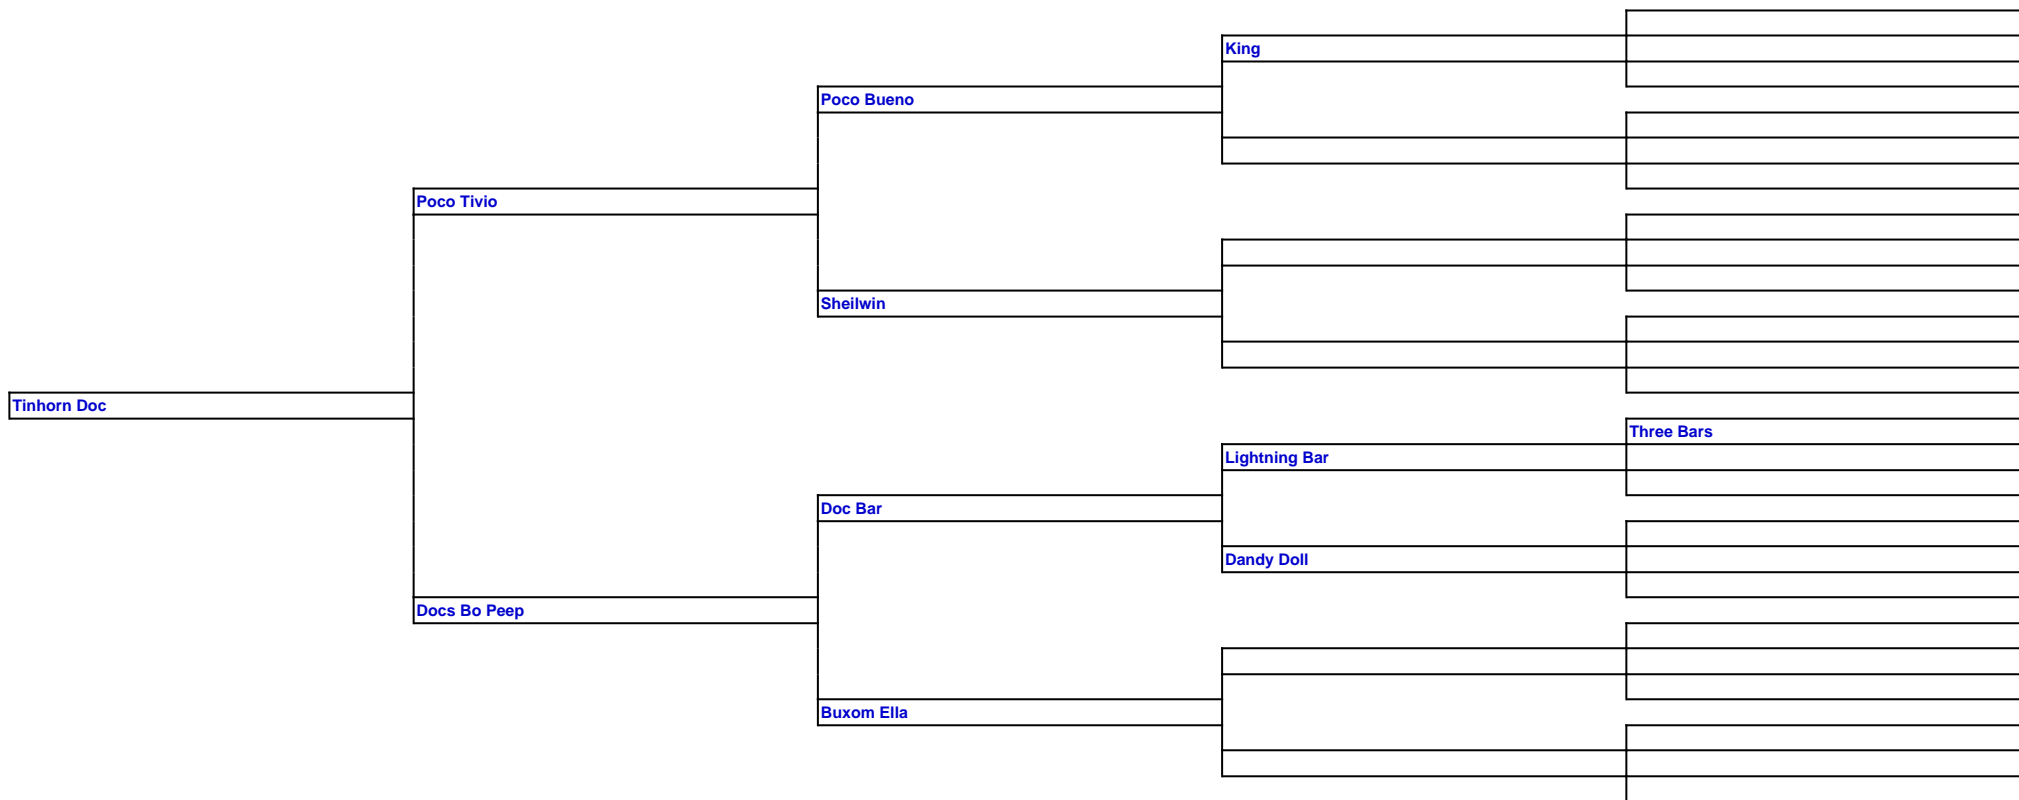 King
Poco Bueno
Poco Tivio
Sheilwin
Tinhorn Doc
Three Bars
Lightning Bar
Doc Bar
Dandy Doll
Docs Bo Peep
Buxom Ella